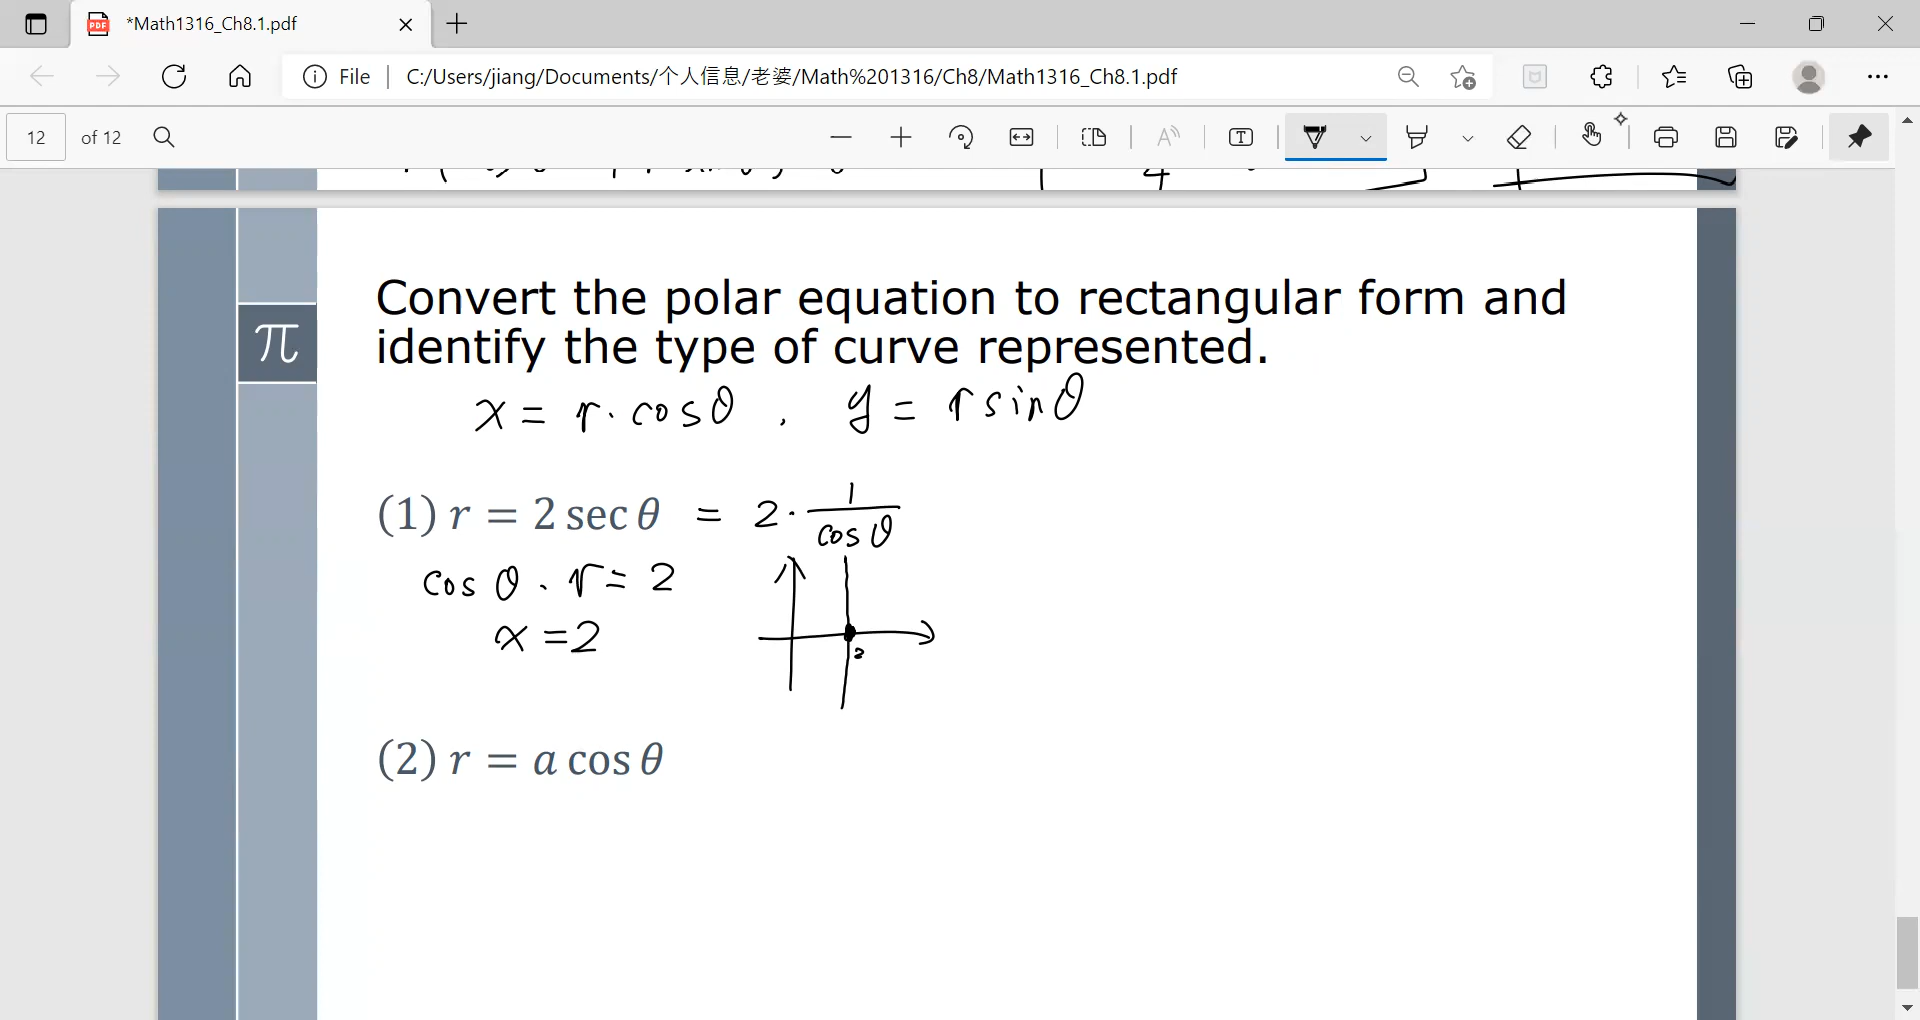 *Math1316_Ch8.1.pdf
File C:/Users/jiang/Documents/个人信息/老婆/Math%201316/Ch8/Math1316_Ch8.1.pdf
12 of 12
Convert the polar equation to rectangular form and
identify the type of curve represented.
x = r · cos θ , y = r sin θ
(1) r = 2 sec θ = 2 · 1/cos θ
cos θ · r = 2
x = 2
2
(2) r = a cos θ
π